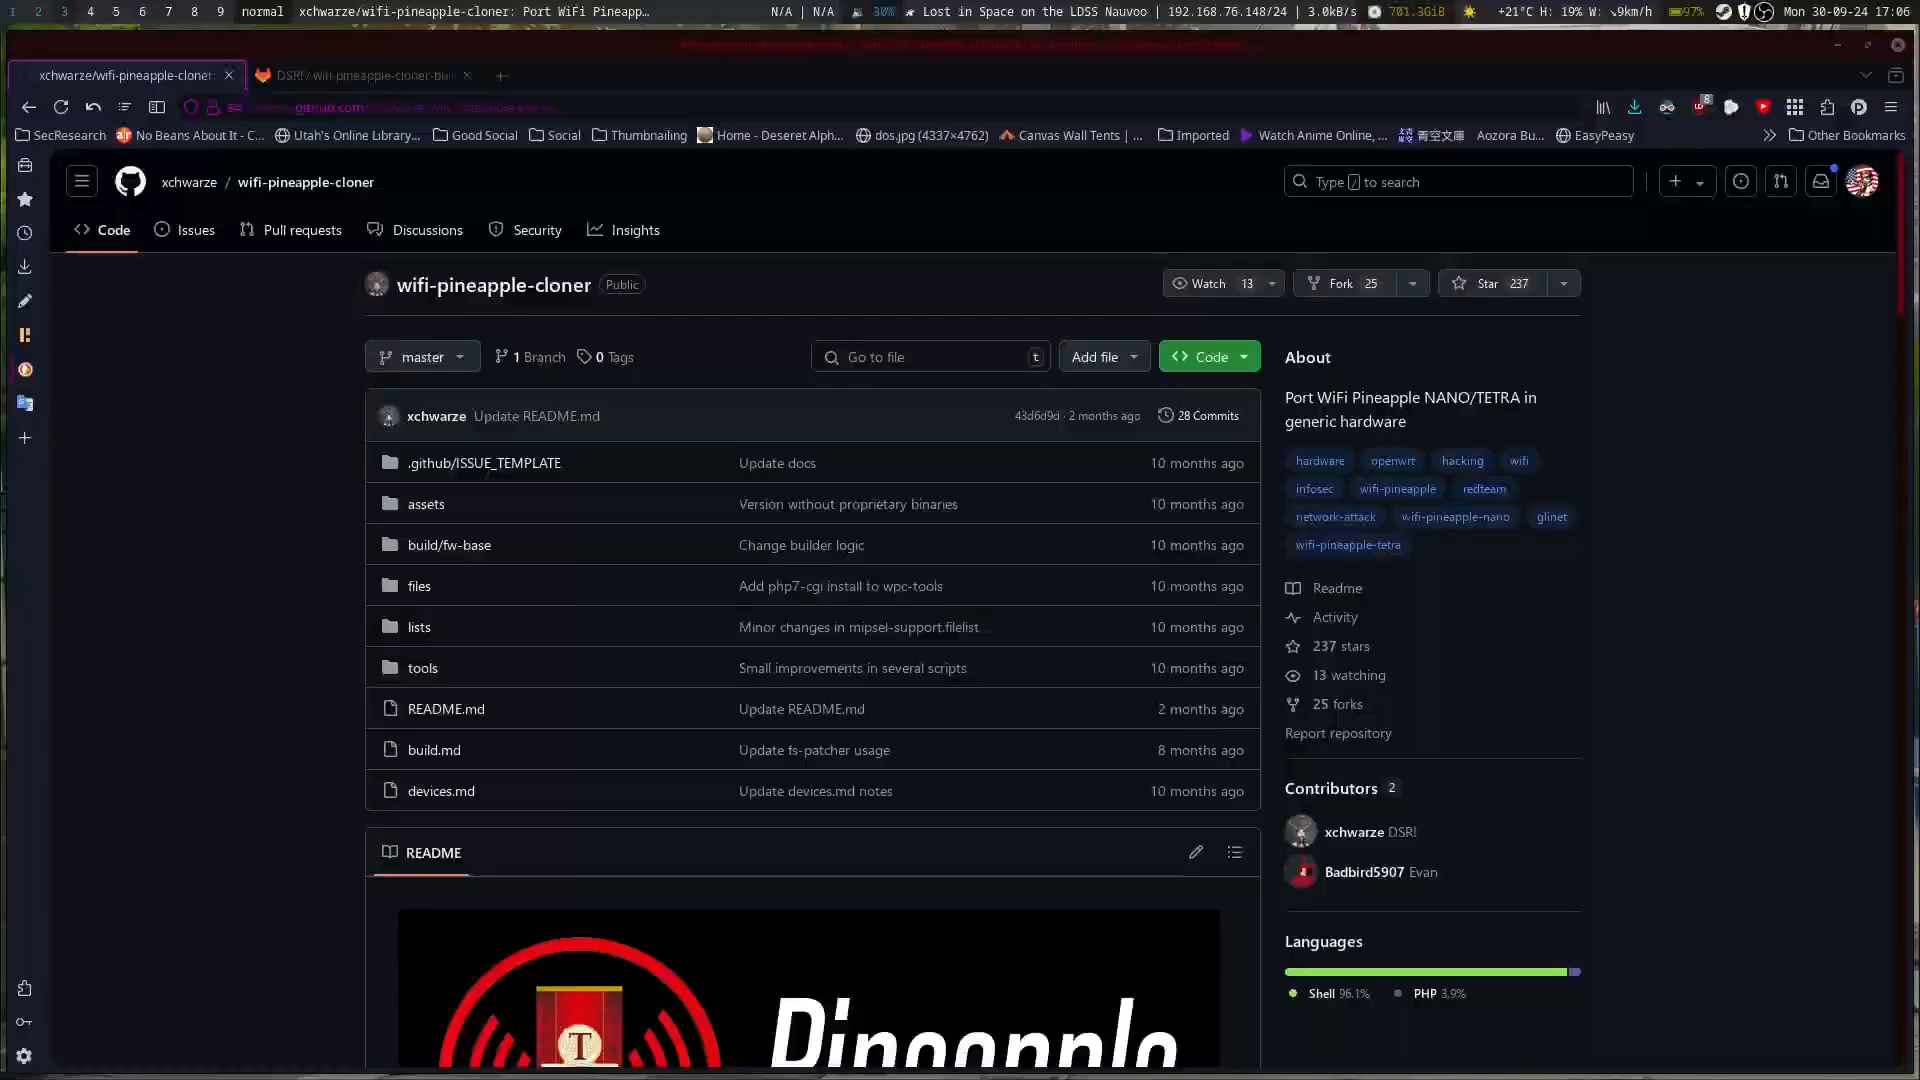 1 2 3 4 5 6 7 8 9 normal xchwarze/wifi-pineapple-cloner: Port WiFi Pineapp… N/A | N/A 30% Lost in Space on the LDSS Nauvoo | 192.168.76.148/24 | 3.0kB/s 701.3GiB +21°C H: 19% W: ↘9km/h 97% Mon 30-09-24 17:06
xchwarze/wifi-pineapple-cloner: DSR! / wifi-pineapple-cloner-buil
github.com
SecResearch No Beans About It - C... Utah's Online Library... Good Social Social Thumbnailing Home - Deseret Alph... dos.jpg (4337×4762) Canvas Wall Tents | ... Imported Watch Anime Online, ... 青空文庫 Aozora Bu... EasyPeasy Other Bookmarks
xchwarze / wifi-pineapple-cloner Type / to search
Code Issues Pull requests Discussions Security Insights
wifi-pineapple-cloner Public Watch 13 Fork 25 Star 237
master 1 Branch 0 Tags Go to file t Add file Code
xchwarze Update README.md 43d6d9d · 2 months ago 28 Commits
.github/ISSUE_TEMPLATE Update docs 10 months ago
assets Version without proprietary binaries 10 months ago
build/fw-base Change builder logic 10 months ago
files Add php7-cgi install to wpc-tools 10 months ago
lists Minor changes in mipsel-support.filelist 10 months ago
tools Small improvements in several scripts 10 months ago
README.md Update README.md 2 months ago
build.md Update fs-patcher usage 8 months ago
devices.md Update devices.md notes 10 months ago
README
T Pineapple
About
Port WiFi Pineapple NANO/TETRA in
generic hardware
hardware openwrt hacking wifi
infosec wifi-pineapple redteam
network-attack wifi-pineapple-nano glinet
wifi-pineapple-tetra
Readme
Activity
237 stars
13 watching
25 forks
Report repository
Contributors 2
xchwarze DSR!
Badbird5907 Evan
Languages
Shell 96.1% PHP 3.9%